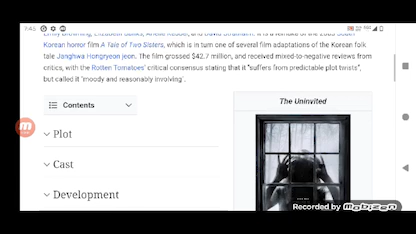 7:45
Emily Browning, Elizabeth Banks, Arielle Kebbel, and David Strathairn. It is a remake of the 2003 South
Korean horror film A Tale of Two Sisters, which is in turn one of several film adaptations of the Korean folk
tale Janghwa Hongryeon jeon. The film grossed $42.7 million, and received mixed-to-negative reviews from
critics, with the Rotten Tomatoes' critical consensus stating that it "suffers from predictable plot twists",
but called it "moody and reasonably involving".
Contents
The Uninvited
Plot
Cast
Development
Recorded by Mobizen